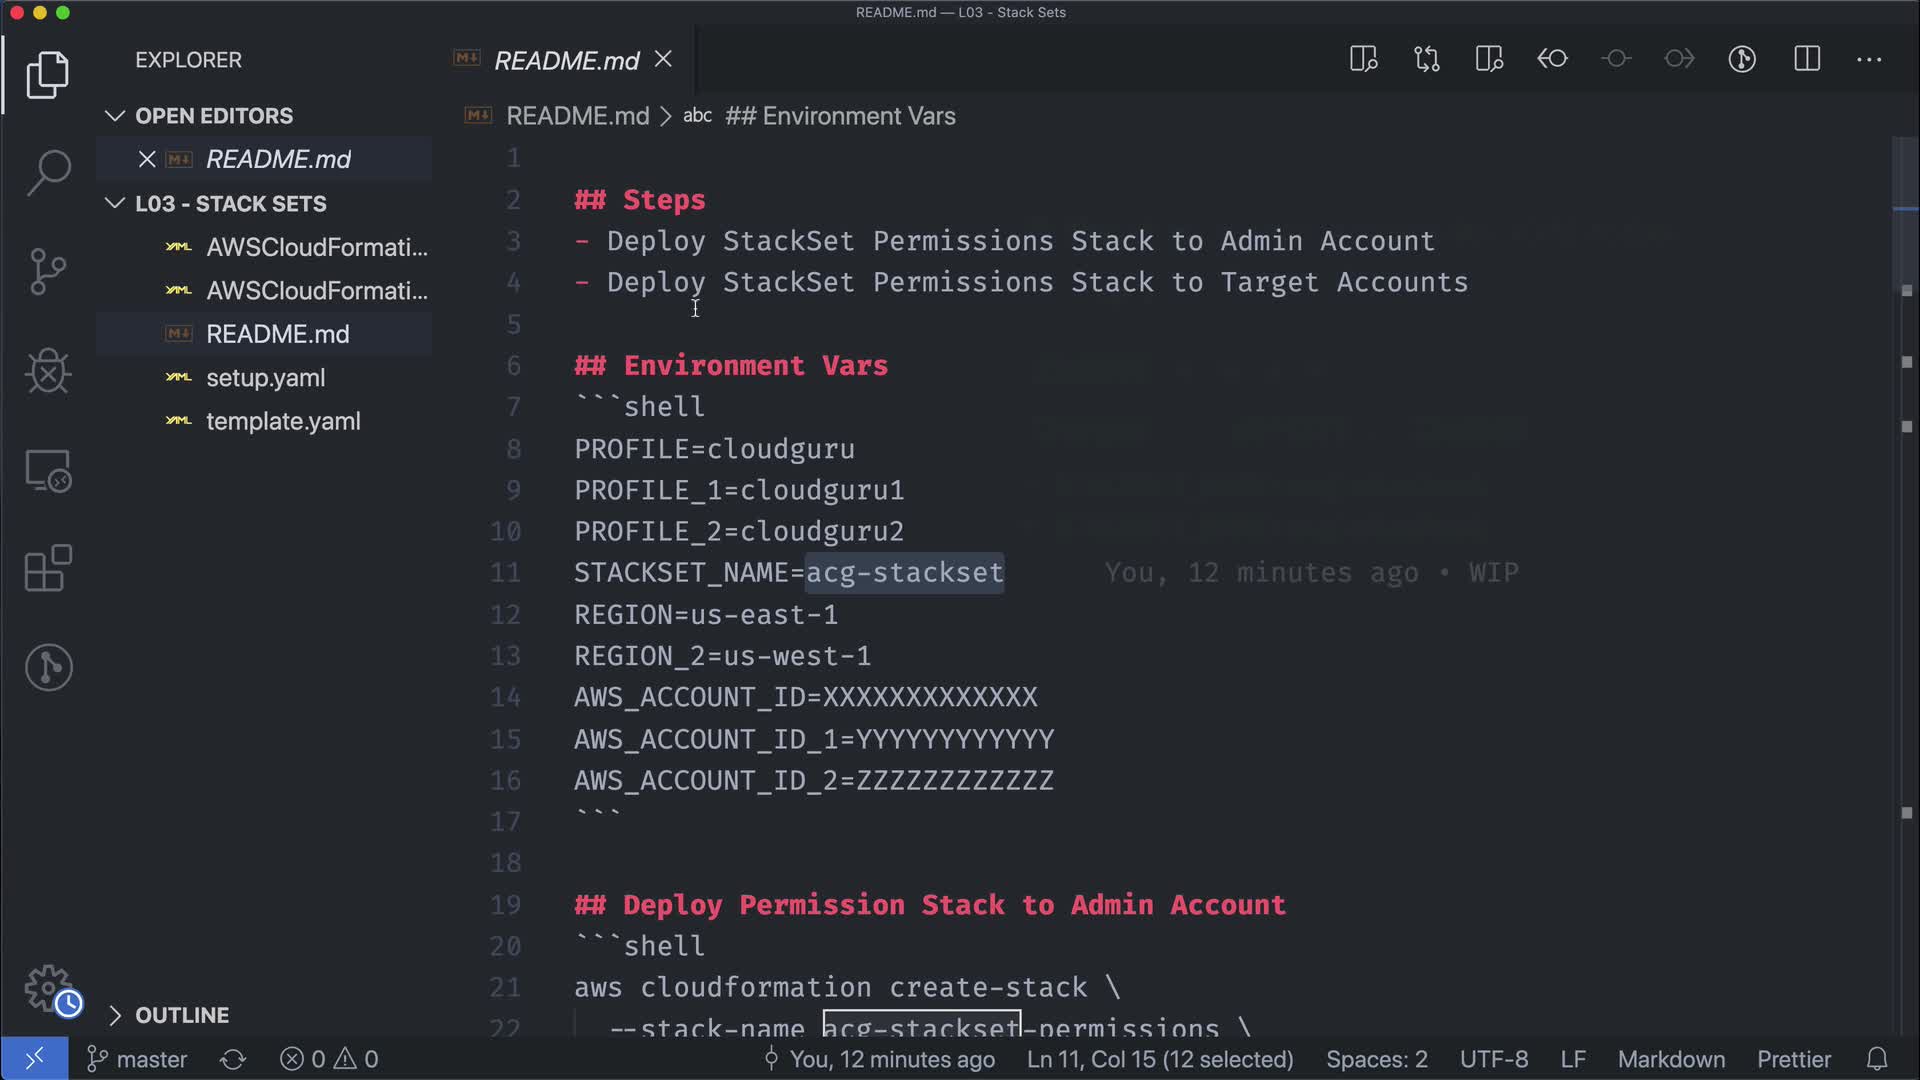 README.md — L03 - Stack Sets
EXPLORER
README.md
OPEN EDITORS
README.md
L03 - STACK SETS
AWSCloudFormati...
AWSCloudFormati...
README.md
setup.yaml
template.yaml
OUTLINE
README.md > abc ## Environment Vars
1
2 ## Steps
3 - Deploy StackSet Permissions Stack to Admin Account
4 - Deploy StackSet Permissions Stack to Target Accounts
5
6 ## Environment Vars
7 ```shell
8 PROFILE=cloudguru
9 PROFILE_1=cloudguru1
10 PROFILE_2=cloudguru2
11 STACKSET_NAME=acg-stackset You, 12 minutes ago • WIP
12 REGION=us-east-1
13 REGION_2=us-west-1
14 AWS_ACCOUNT_ID=XXXXXXXXXXXXX
15 AWS_ACCOUNT_ID_1=YYYYYYYYYYYY
16 AWS_ACCOUNT_ID_2=ZZZZZZZZZZZZ
17 ```
18
19 ## Deploy Permission Stack to Admin Account
20 ```shell
21 aws cloudformation create-stack \
22 --stack-name acg-stackset-permissions \
master 0 0 You, 12 minutes ago Ln 11, Col 15 (12 selected) Spaces: 2 UTF-8 LF Markdown Prettier